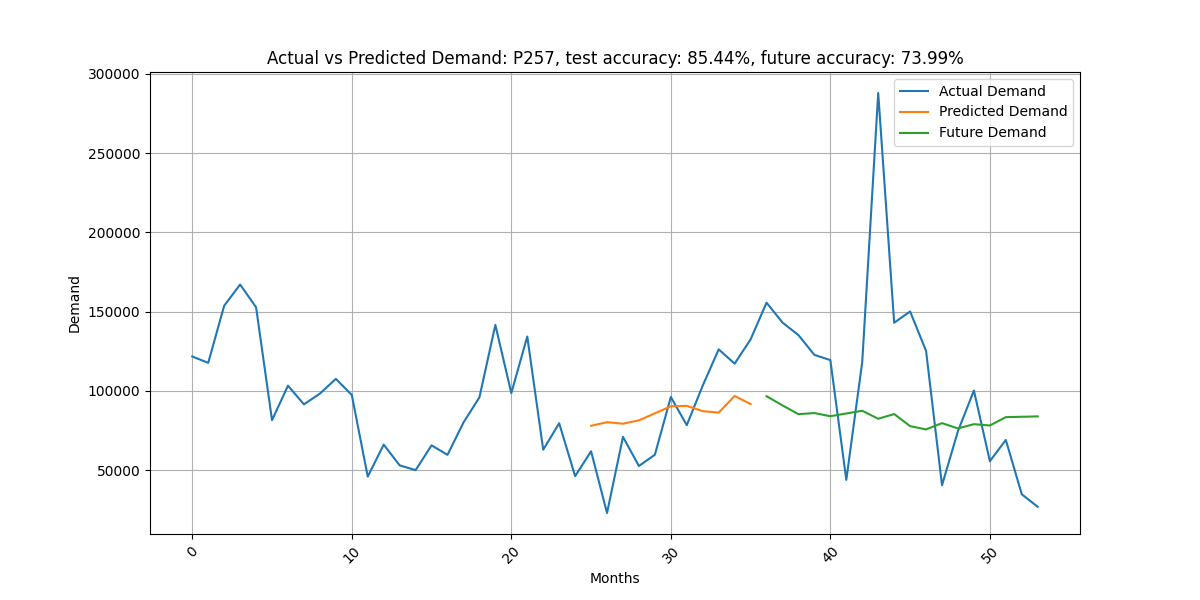 Actual vs Predicted Demand: P257, test accuracy: 85.44%, future accuracy: 73.99%
300000
250000
200000
150000
100000
50000
Demand
Actual Demand
Predicted Demand
Future Demand
0
10
20
30
40
50
Months